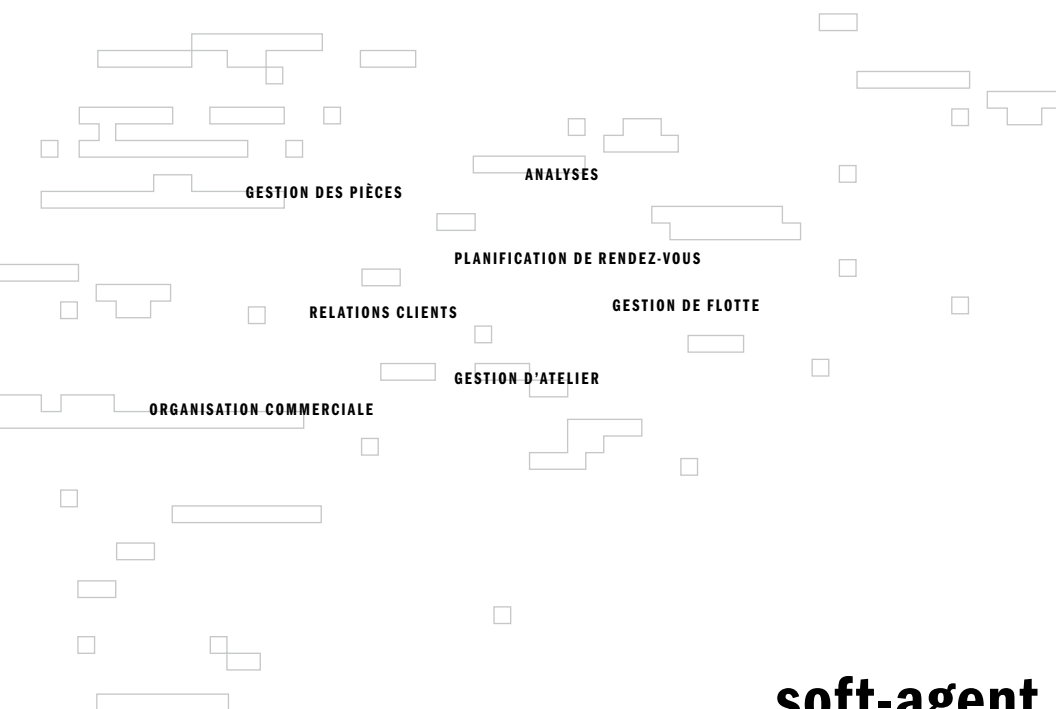 ANALYSES
GESTION DES PIÈCES
PLANIFICATION DE RENDEZ-VOUS
GESTION DE FLOTTE
RELATIONS CLIENTS
GESTION D’ATELIER
ORGANISATION COMMERCIALE
soft-agent